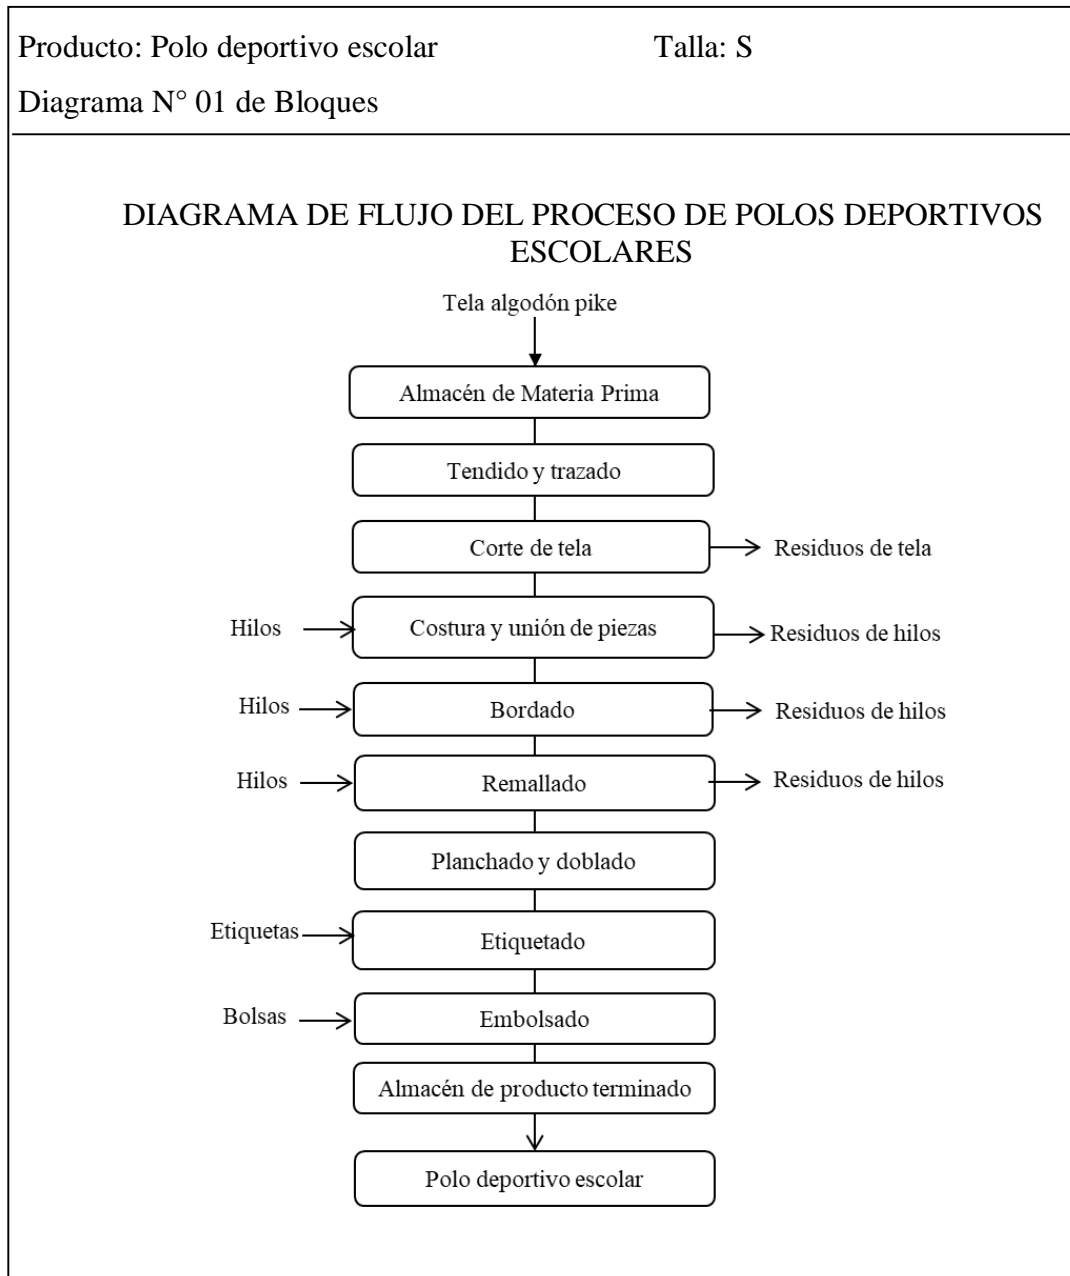 Producto: Polo deportivo escolar Talla: S
Diagrama N° 01 de Bloques
DIAGRAMA DE FLUJO DEL PROCESO DE POLOS DEPORTIVOS
ESCOLARES
Tela algodón pike
Almacén de Materia Prima
Tendido y trazado
Corte de tela Residuos de tela
Hilos Costura y unión de piezas Residuos de hilos
Hilos Bordado Residuos de hilos
Hilos Remallado Residuos de hilos
Planchado y doblado
Etiquetas Etiquetado
Bolsas Embolsado
Almacén de producto terminado
Polo deportivo escolar